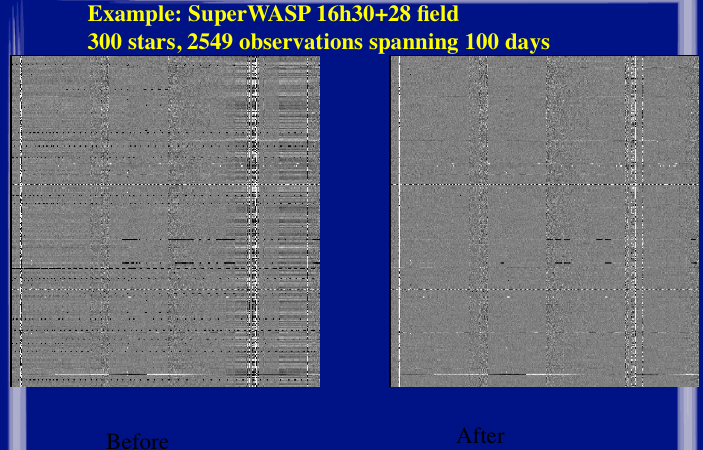 Example: SuperWASP 16h30+28 field
300 stars, 2549 observations spanning 100 days
Before
After